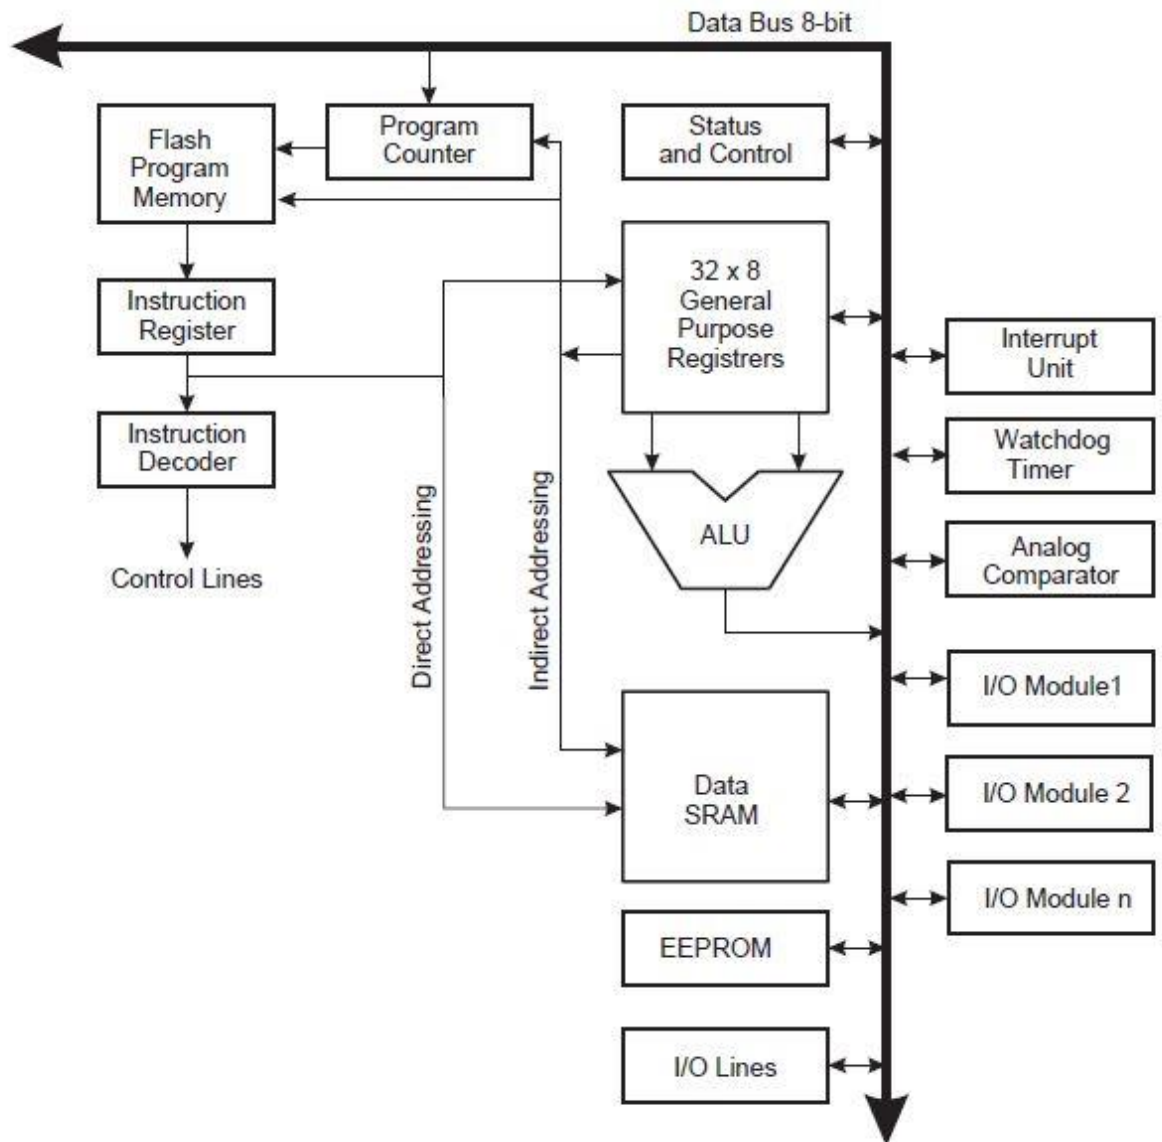 Data Bus 8-bit
Flash
Program
Memory
Program
Counter
Status
and Control
32 x 8
General
Purpose
Registrers
Instruction
Register
Interrupt
Unit
Instruction
Decoder
Watchdog
Timer
Control Lines
Direct Addressing
Indirect Addressing
ALU
Analog
Comparator
I/O Module1
Data
SRAM
I/O Module 2
I/O Module n
EEPROM
I/O Lines